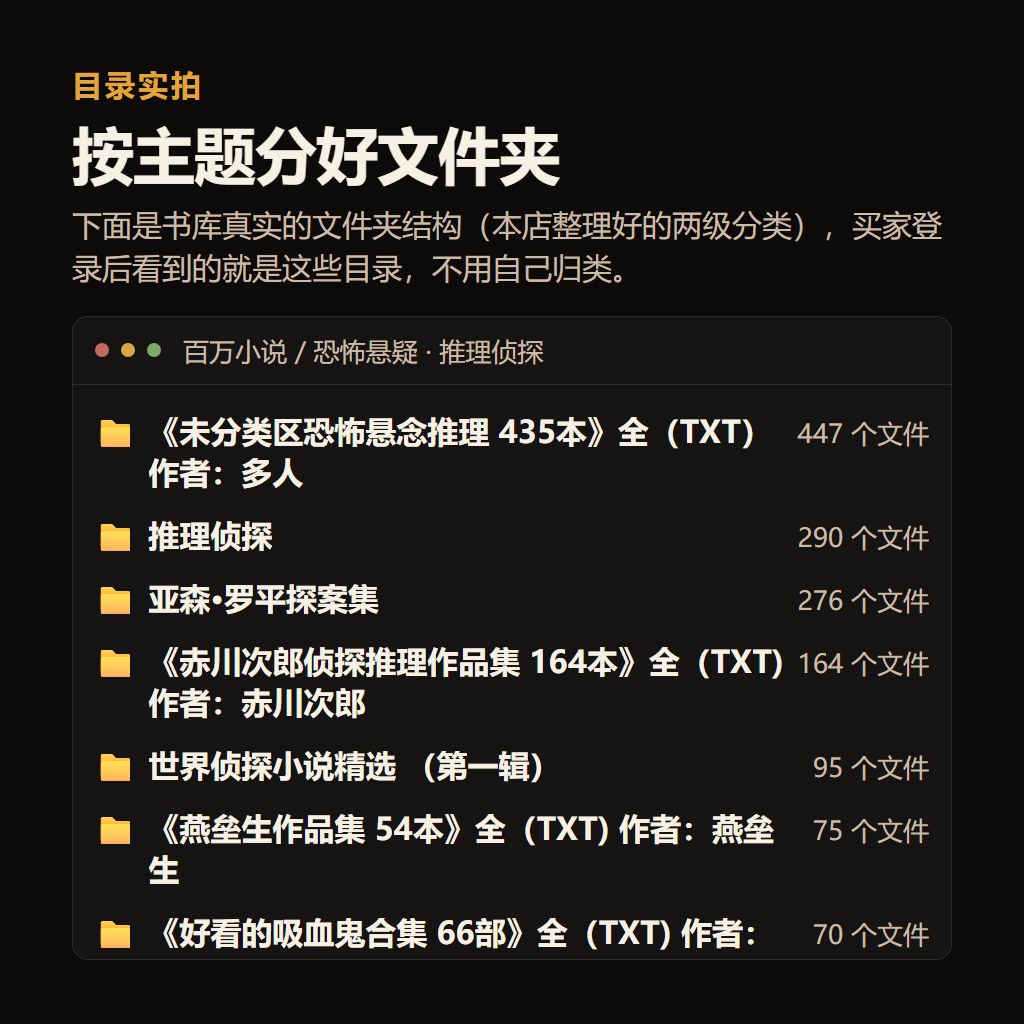 目录实拍
按主题分好文件夹
下面是书库真实的文件夹结构（本店整理好的两级分类），买家登
录后看到的就是这些目录，不用自己归类。
百万小说 / 恐怖悬疑 · 推理侦探
《未分类区恐怖悬念推理 435本》全（TXT） 447 个文件
作者：多人
推理侦探 290 个文件
亚森•罗平探案集 276 个文件
《赤川次郎侦探推理作品集 164本》全（TXT） 164 个文件
作者：赤川次郎
世界侦探小说精选 （第一辑） 95 个文件
《燕垒生作品集 54本》全（TXT) 作者：燕垒 75 个文件
生
《好看的吸血鬼合集 66部》全（TXT) 作者： 70 个文件